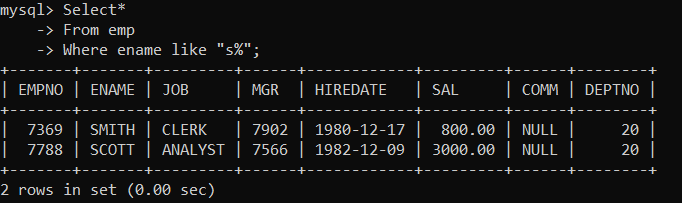 mysql> Select*
    -> From emp
    -> Where ename like "s%";
+-------+-------+---------+------+------------+---------+------+--------+
| EMPNO | ENAME | JOB     | MGR  | HIREDATE   | SAL     | COMM | DEPTNO |
+-------+-------+---------+------+------------+---------+------+--------+
|  7369 | SMITH | CLERK   | 7902 | 1980-12-17 |  800.00 | NULL |     20 |
|  7788 | SCOTT | ANALYST | 7566 | 1982-12-09 | 3000.00 | NULL |     20 |
+-------+-------+---------+------+------------+---------+------+--------+
2 rows in set (0.00 sec)